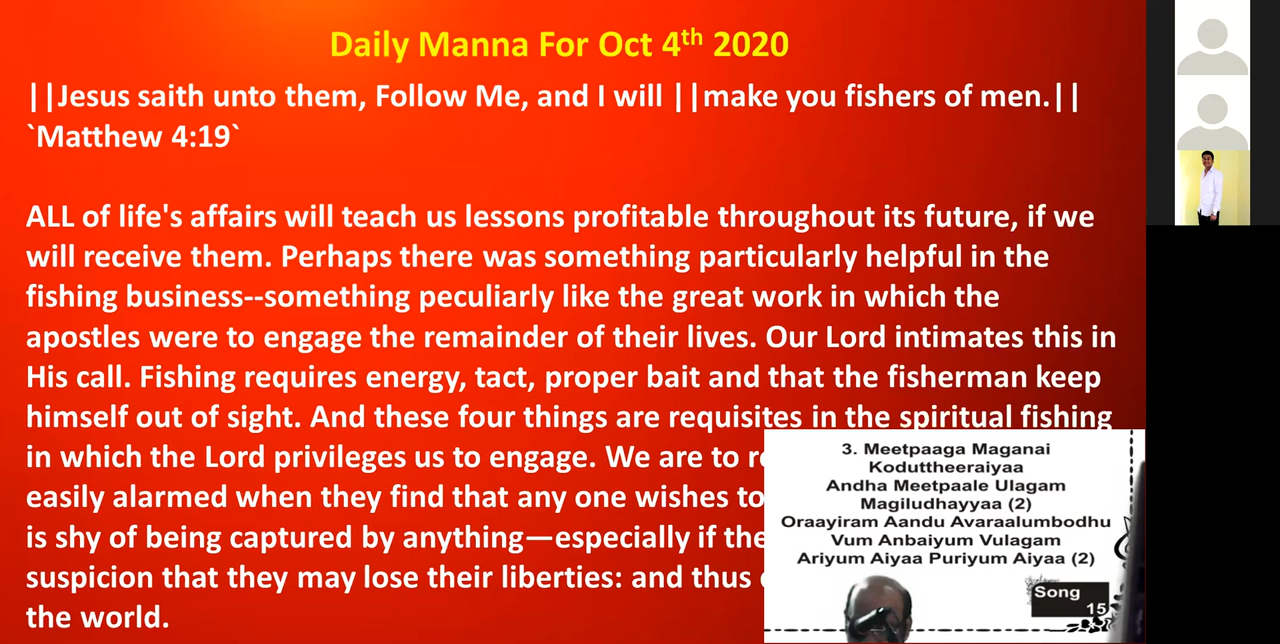 Daily Manna For Oct 4th 2020
||Jesus saith unto them, Follow Me, and I will ||make you fishers of men.||
`Matthew 4:19`
ALL of life's affairs will teach us lessons profitable throughout its future, if we
will receive them. Perhaps there was something particularly helpful in the
fishing business--something peculiarly like the great work in which the
apostles were to engage the remainder of their lives. Our Lord intimates this in
His call. Fishing requires energy, tact, proper bait and that the fisherman keep
himself out of sight. And these four things are requisites in the spiritual fishing
in which the Lord privileges us to engage. We are to
easily alarmed when they find that any one wishes to
is shy of being captured by anything—especially if
suspicion that they may lose their liberties: and thus
the world.
3. Meetpaaga Maganai
Koduttheeraiyaa
Andha Meetpaale Ulagam
Magiludhayyaa (2)
Oraayiram Aandu Avaraalumbodhu
Vum Anbaiyum Vulagam
Ariyum Aiyaa Puriyum Aiyaa (2)
Song
15